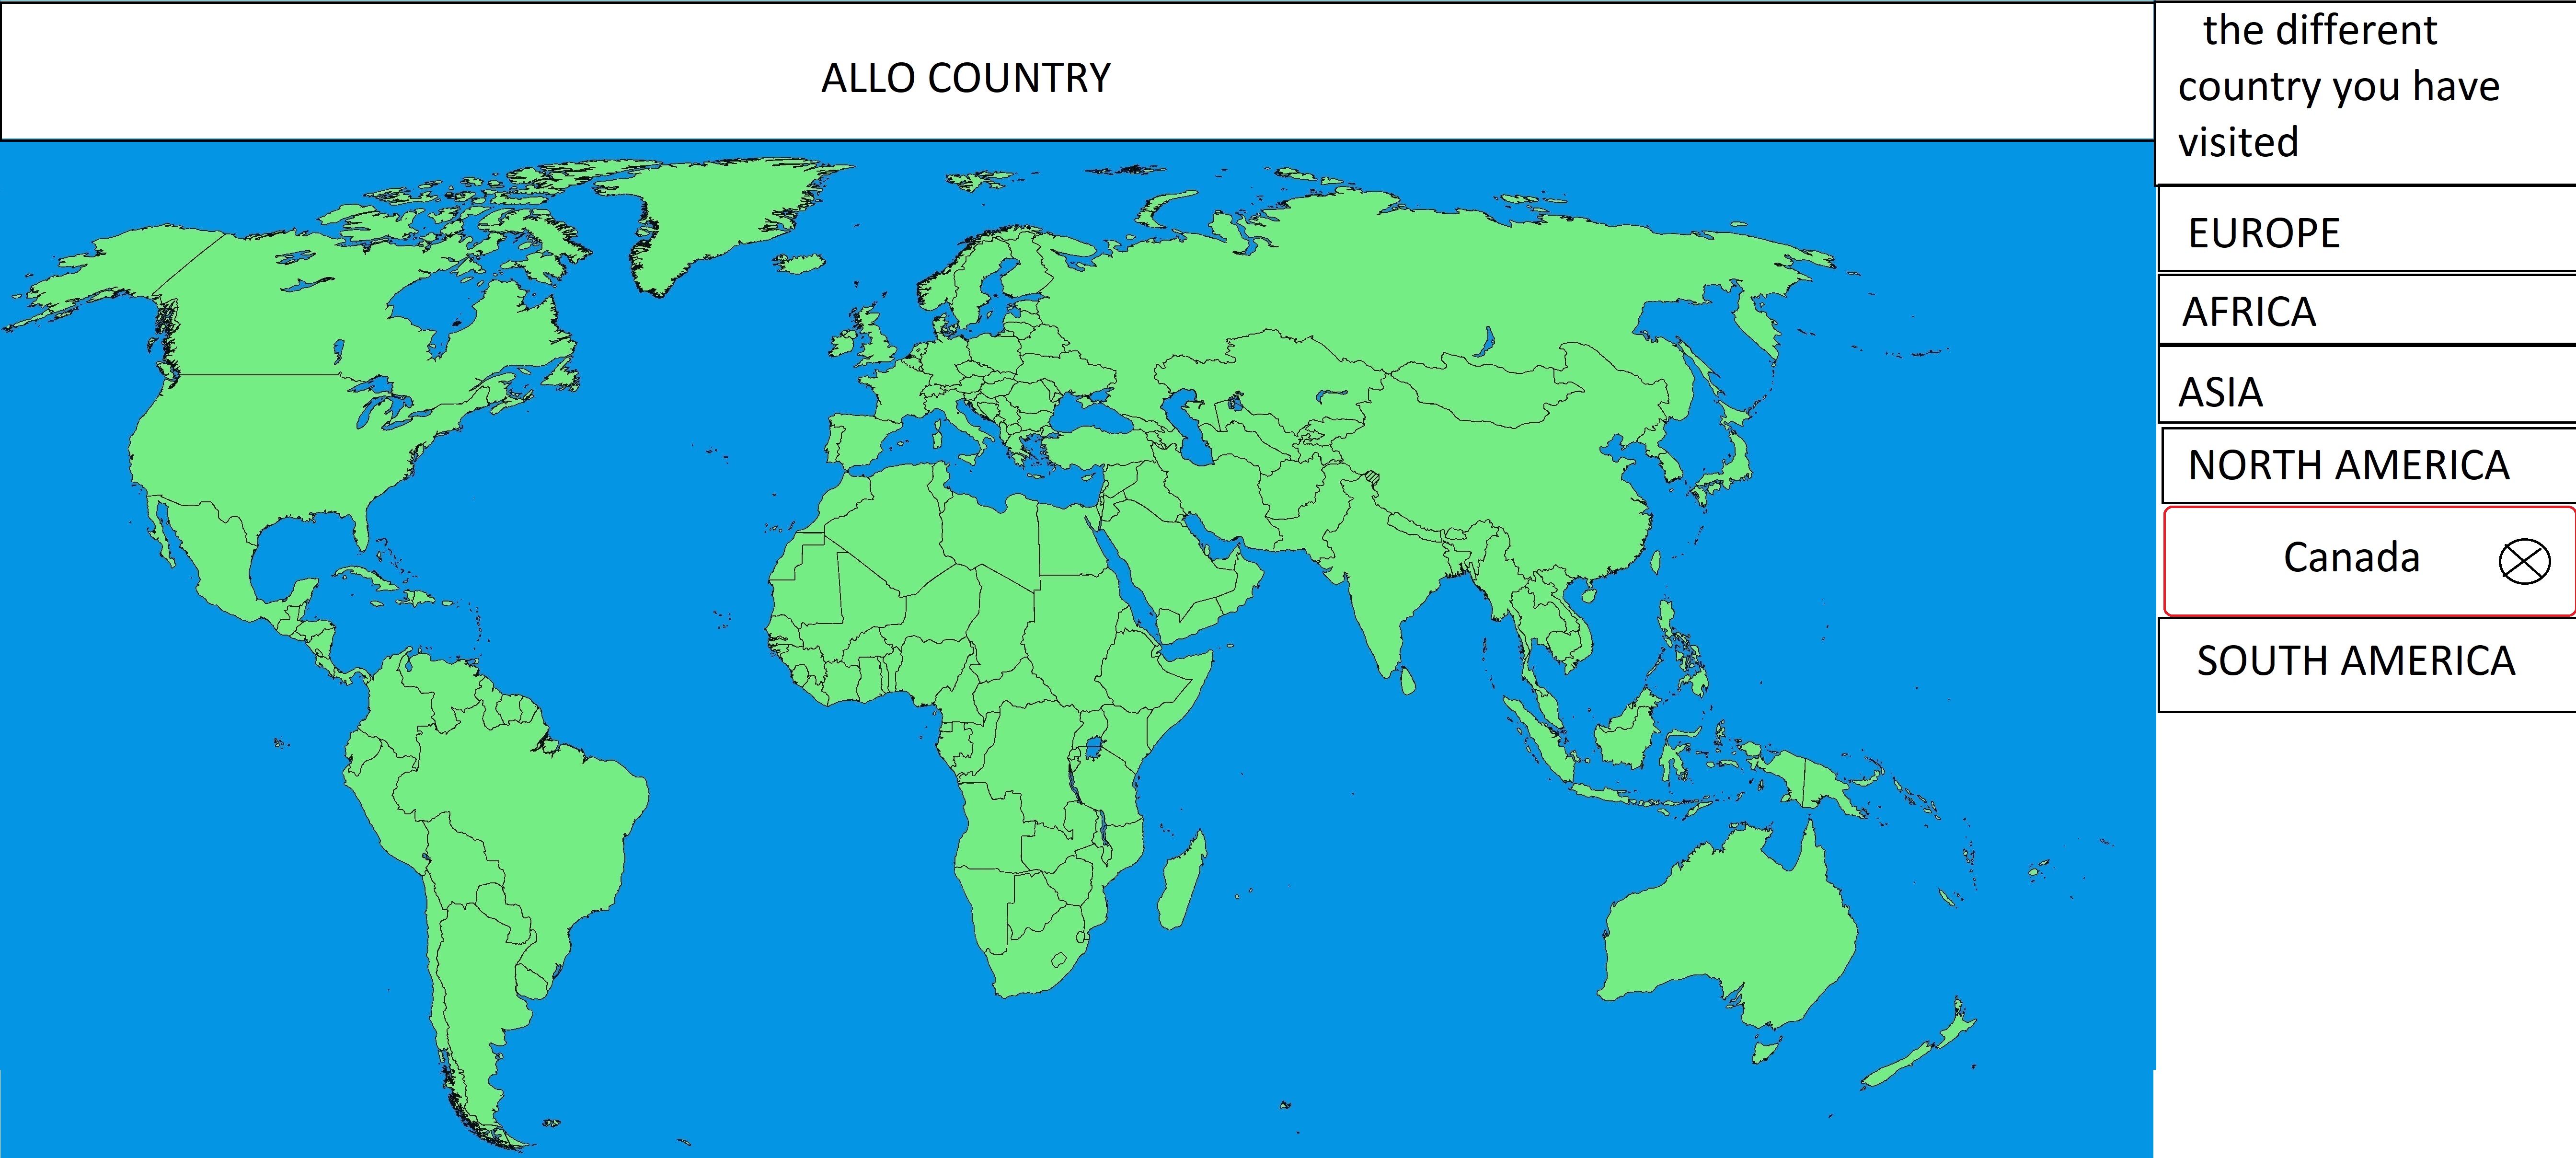 ALLO COUNTRY
the different
country you have
visited
EUROPE
AFRICA
ASIA
NORTH AMERICA
Canada
SOUTH AMERICA